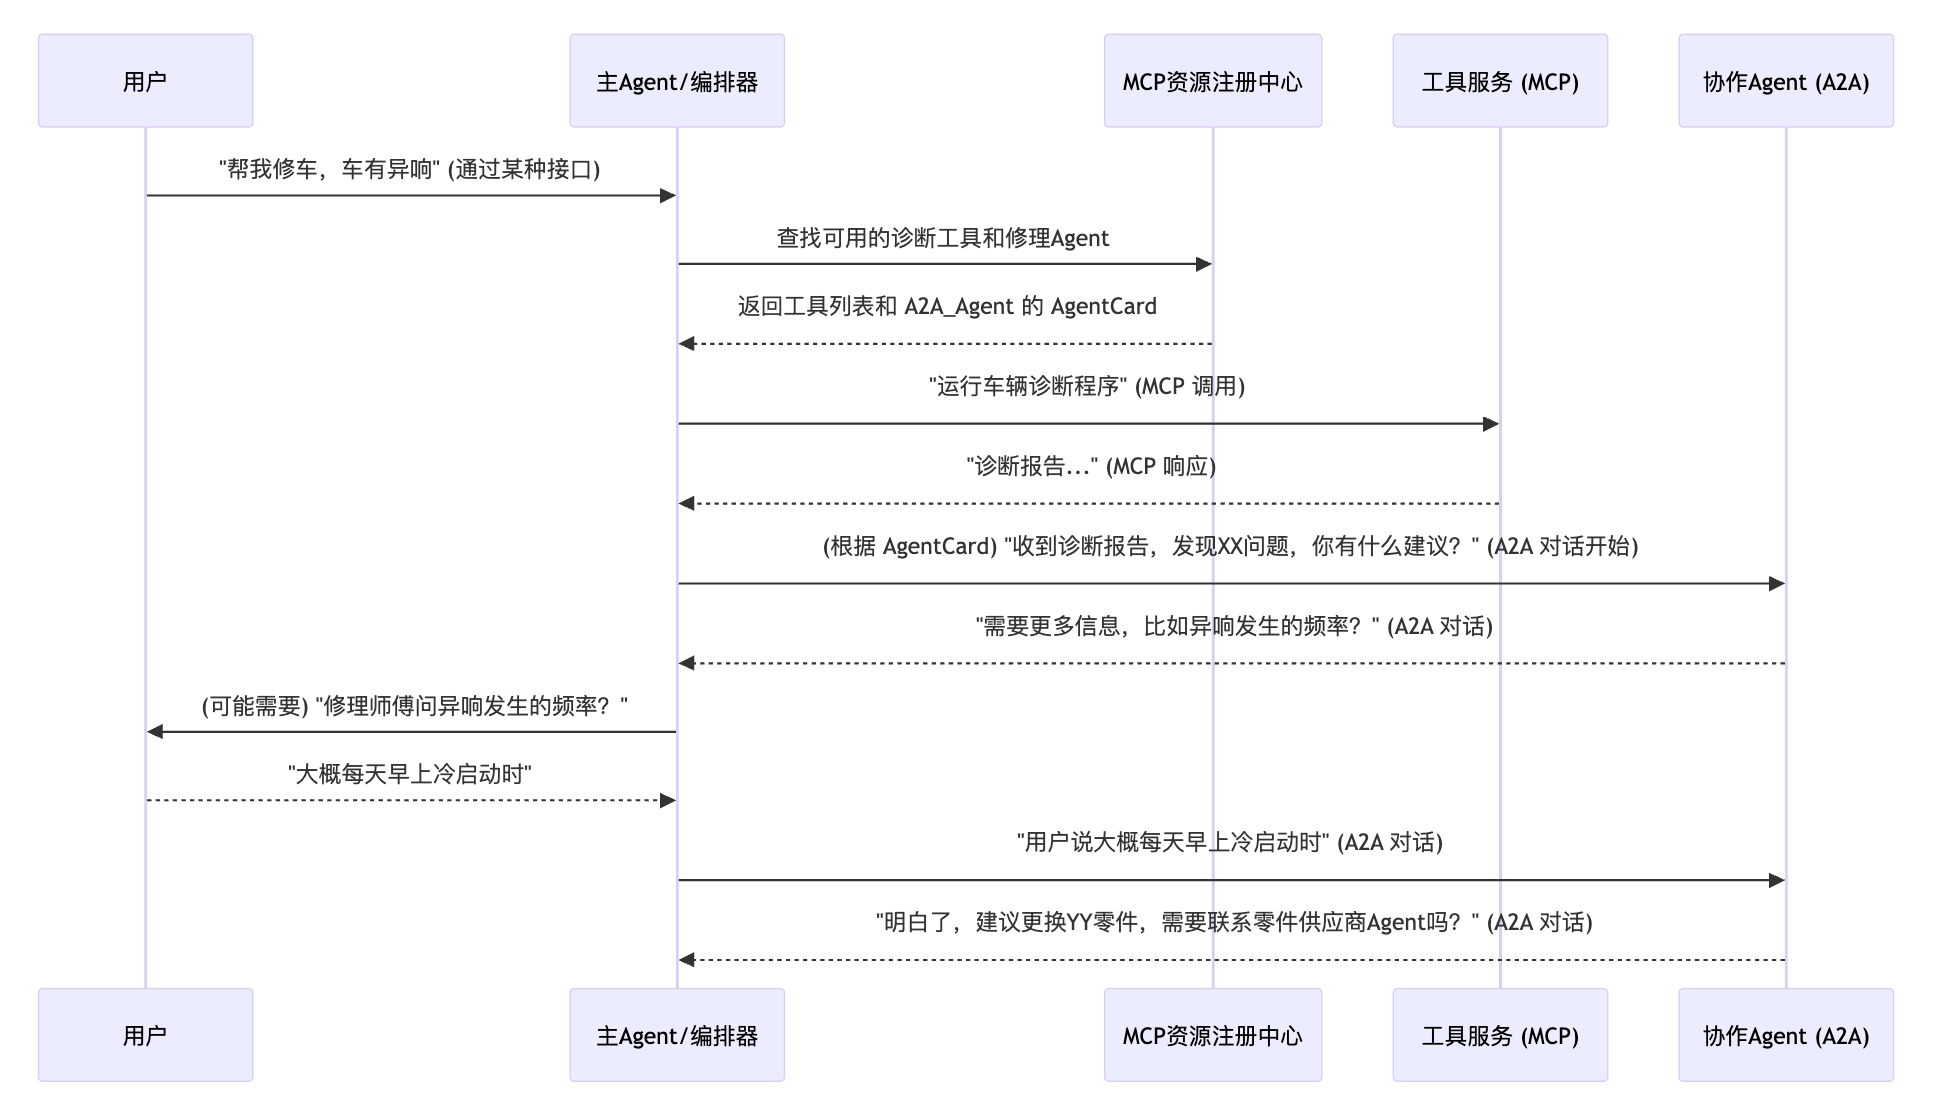 用户
主Agent/编排器
MCP资源注册中心
工具服务 (MCP)
协作Agent (A2A)
"帮我修车，车有异响" (通过某种接口)
查找可用的诊断工具和修理Agent
返回工具列表和 A2A_Agent 的 AgentCard
"运行车辆诊断程序" (MCP 调用)
"诊断报告..." (MCP 响应)
(根据 AgentCard) "收到诊断报告，发现XX问题，你有什么建议？" (A2A 对话开始)
"需要更多信息，比如异响发生的频率？" (A2A 对话)
(可能需要) "修理师傅问异响发生的频率？"
"大概每天早上冷启动时"
"用户说大概每天早上冷启动时" (A2A 对话)
"明白了，建议更换YY零件，需要联系零件供应商Agent吗？" (A2A 对话)
用户
主Agent/编排器
MCP资源注册中心
工具服务 (MCP)
协作Agent (A2A)